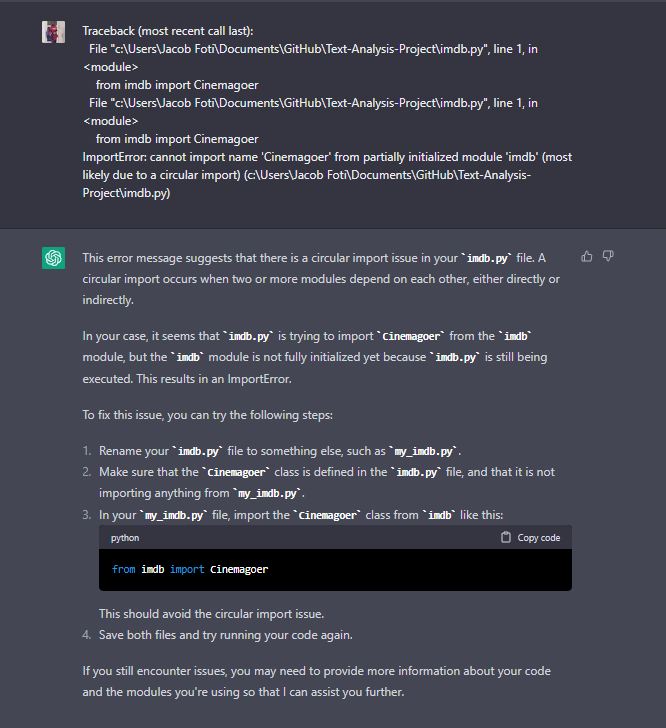 Traceback (most recent call last):
File "c:\Users\Jacob Foti\Documents\GitHub\Text-Analysis-Project\imdb.py", line 1, in
<module>
from imdb import Cinemagoer
File "c:\Users\Jacob Foti\Documents\GitHub\Text-Analysis-Project\imdb.py", line 1, in
<module>
from imdb import Cinemagoer
ImportError: cannot import name 'Cinemagoer' from partially initialized module 'imdb' (most
likely due to a circular import) (c:\Users\Jacob Foti\Documents\GitHub\Text-Analysis-
Project\imdb.py)
This error message suggests that there is a circular import issue in your `imdb.py` file. A
circular import occurs when two or more modules depend on each other, either directly or
indirectly.
In your case, it seems that `imdb.py` is trying to import `Cinemagoer` from the `imdb`
module, but the `imdb` module is not fully initialized yet because `imdb.py` is still being
executed. This results in an ImportError.
To fix this issue, you can try the following steps:
1. Rename your `imdb.py` file to something else, such as `my_imdb.py`.
2. Make sure that the `Cinemagoer` class is defined in the `imdb.py` file, and that it is not
importing anything from `my_imdb.py`.
3. In your `my_imdb.py` file, import the `Cinemagoer` class from `imdb` like this:
python Copy code
from imdb import Cinemagoer
This should avoid the circular import issue.
4. Save both files and try running your code again.
If you still encounter issues, you may need to provide more information about your code
and the modules you're using so that I can assist you further.